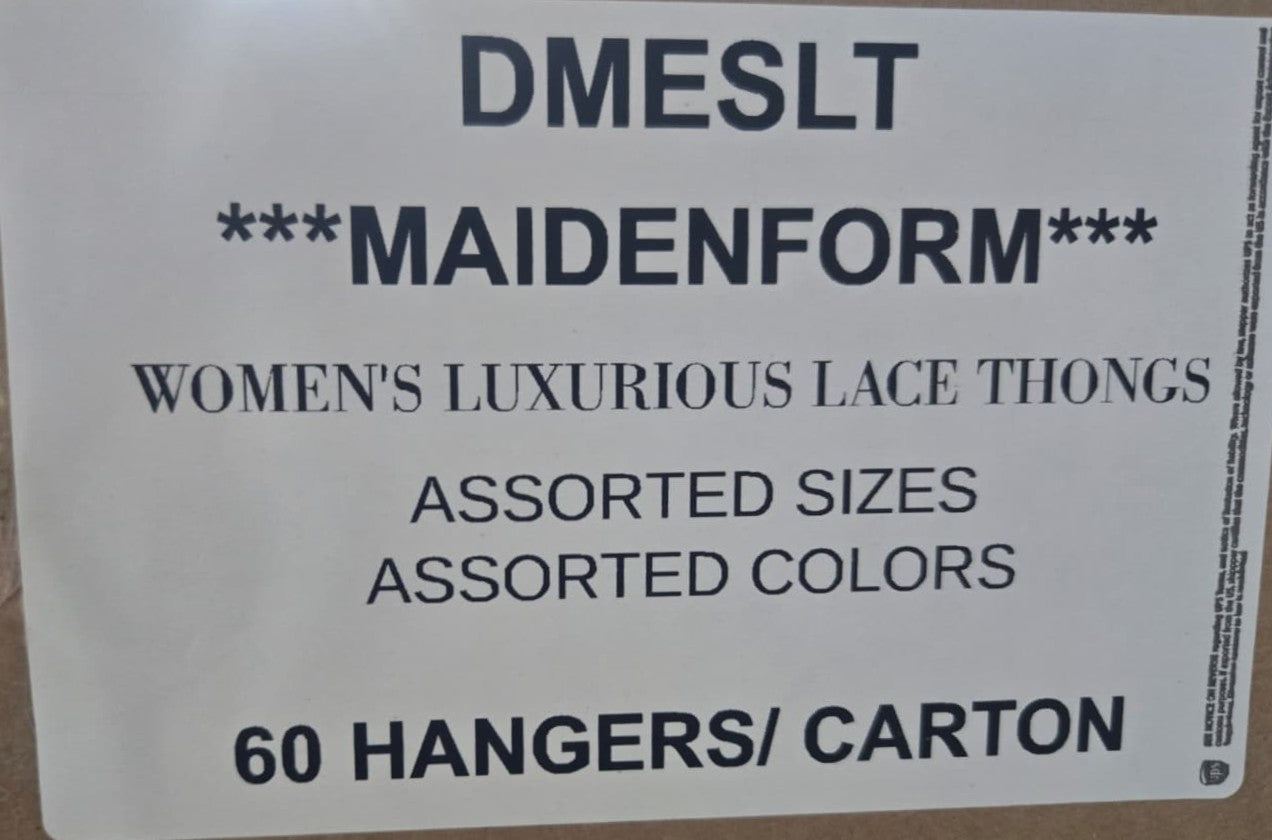 DMESLT
***MAIDENFORM***
WOMEN'S LUXURIOUS LACE THONGS
ASSORTED SIZES
ASSORTED COLORS
60 HANGERS/ CARTON